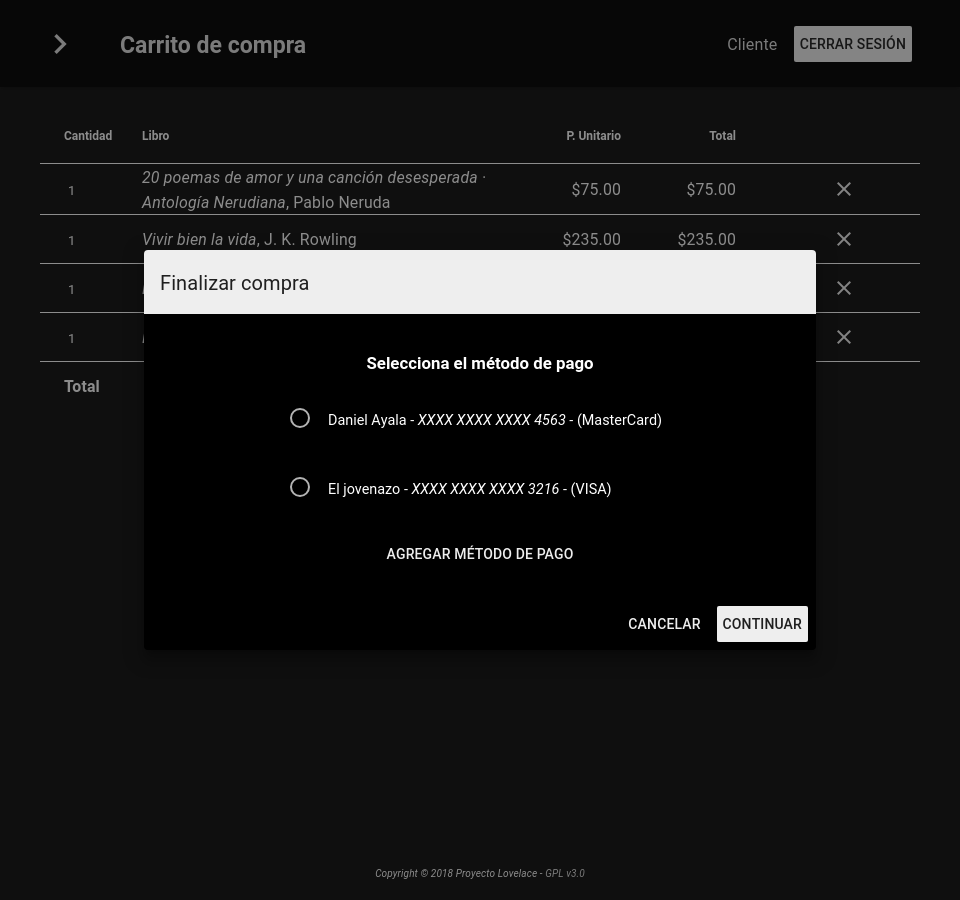 Carrito de compra
Cliente
CERRAR SESIÓN
Cantidad Libro P. Unitario Total
1 20 poemas de amor y una canción desesperada · $75.00 $75.00
Antología Nerudiana, Pablo Neruda
1 Vivir bien la vida, J. K. Rowling $235.00 $235.00
1
1
Total
Finalizar compra
Selecciona el método de pago
Daniel Ayala - XXXX XXXX XXXX 4563 - (MasterCard)
El jovenazo - XXXX XXXX XXXX 3216 - (VISA)
AGREGAR MÉTODO DE PAGO
CANCELAR CONTINUAR
Copyright © 2018 Proyecto Lovelace - GPL v3.0